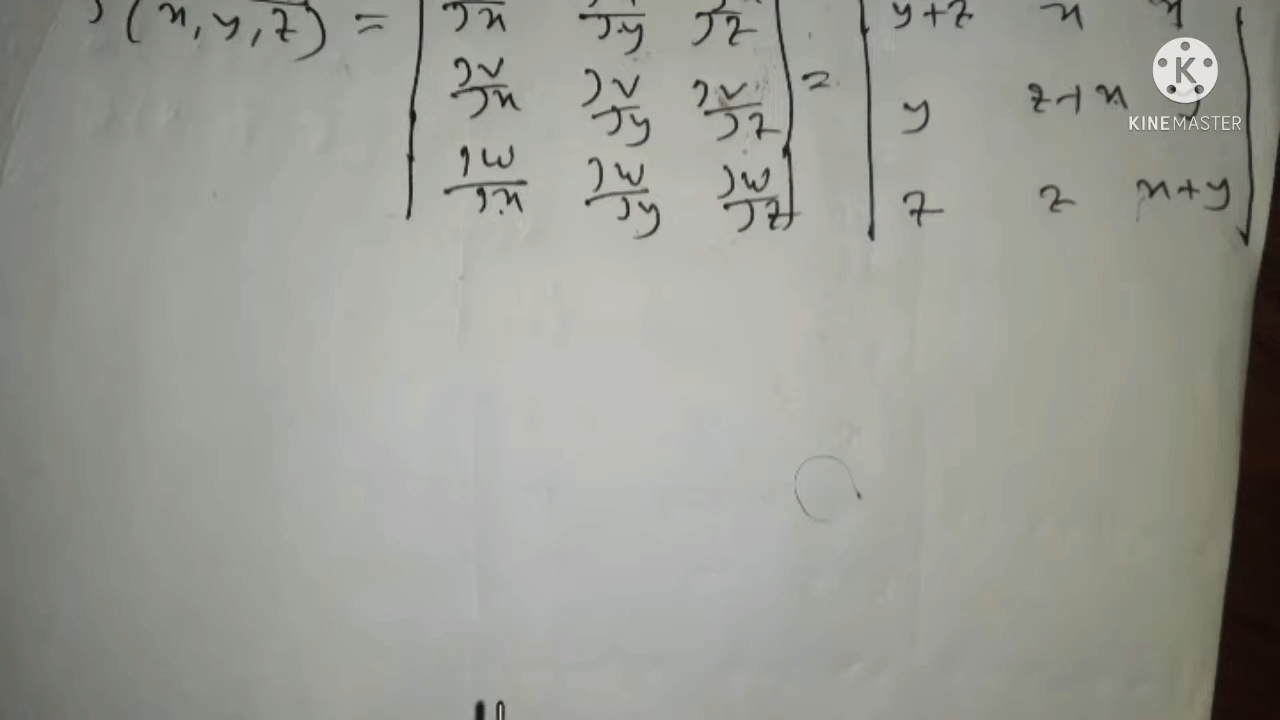 ∂(x,y,z) = | ∂x ∂y ∂z | = | y+z x x |
| ∂v/∂x ∂v/∂y ∂v/∂z | | y z+x y |
| ∂w/∂x ∂w/∂y ∂w/∂z | | z z x+y |
K
KINEMASTER